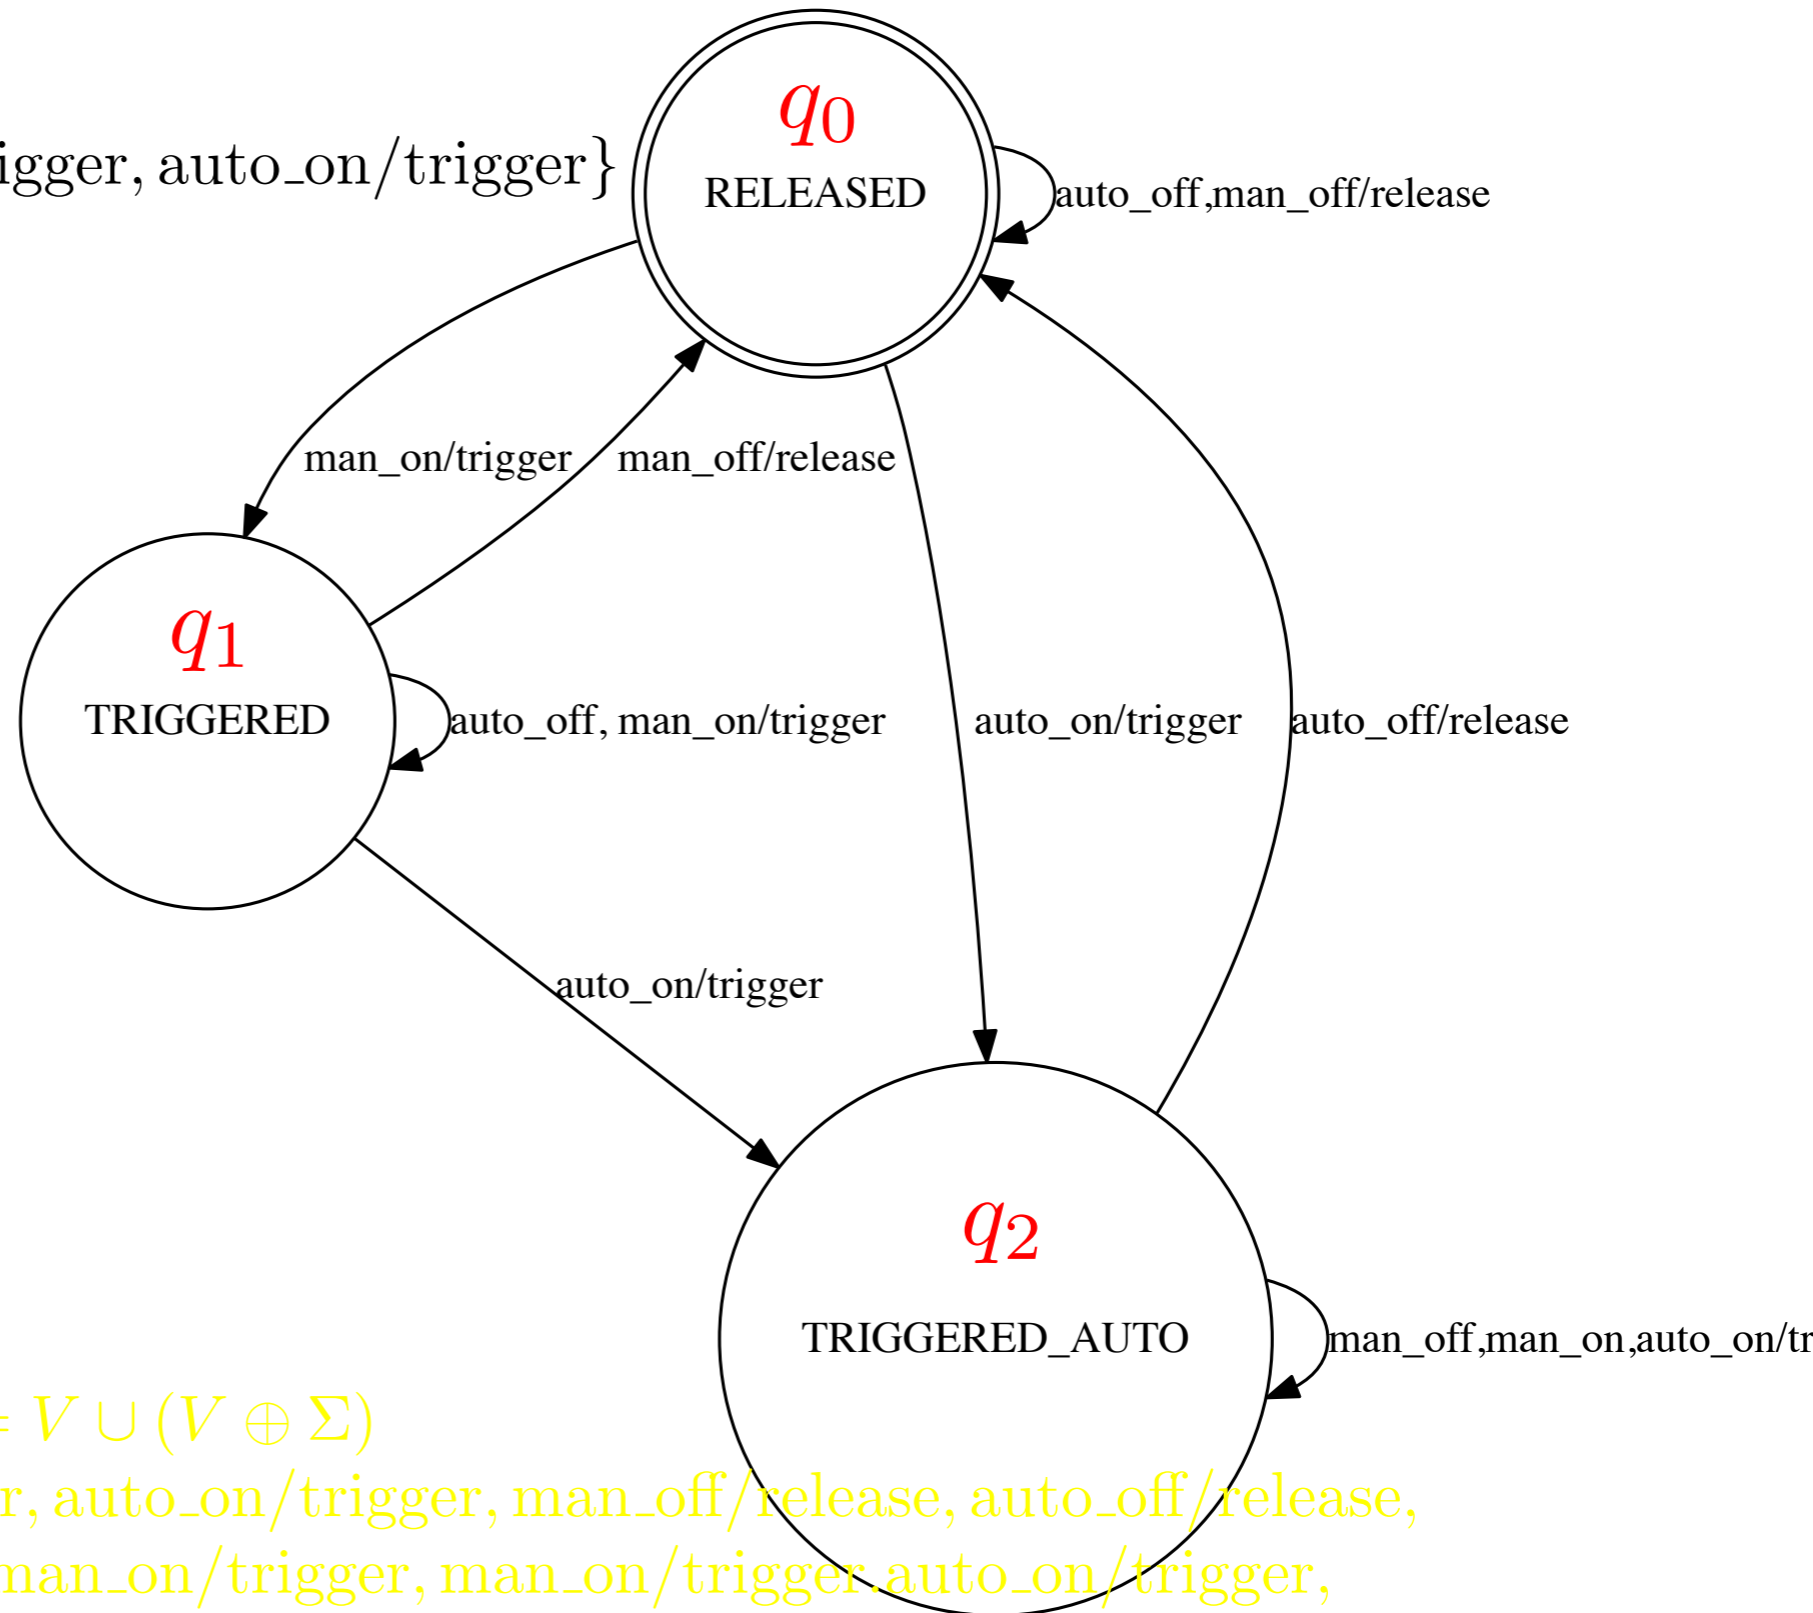 q0
igger, auto_on/trigger}
RELEASED
auto_off,man_off/release
man_on/trigger
man_off/release
q1
TRIGGERED
auto_off, man_on/trigger
auto_on/trigger
auto_off/release
auto_on/trigger
q2
TRIGGERED_AUTO
man_off,man_on,auto_on/tr
= V ∪ (V ⊕ Σ)
r, auto_on/trigger, man_off/release, auto_off/release,
man_on/trigger, man_on/trigger.auto_on/trigger,